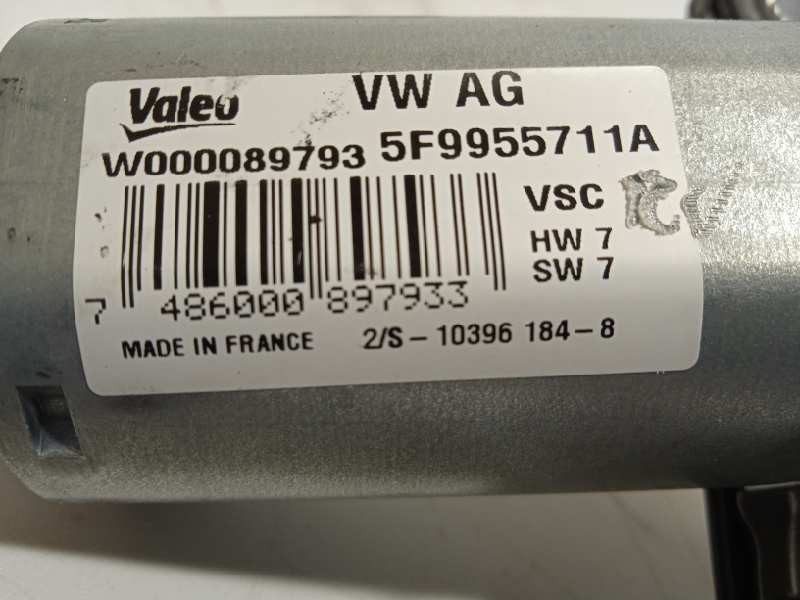 Valeo VW AG
W000089793 5F9955711A
VSC
HW 7
SW 7
7 486000 897933
MADE IN FRANCE 2/S-10396 184-8